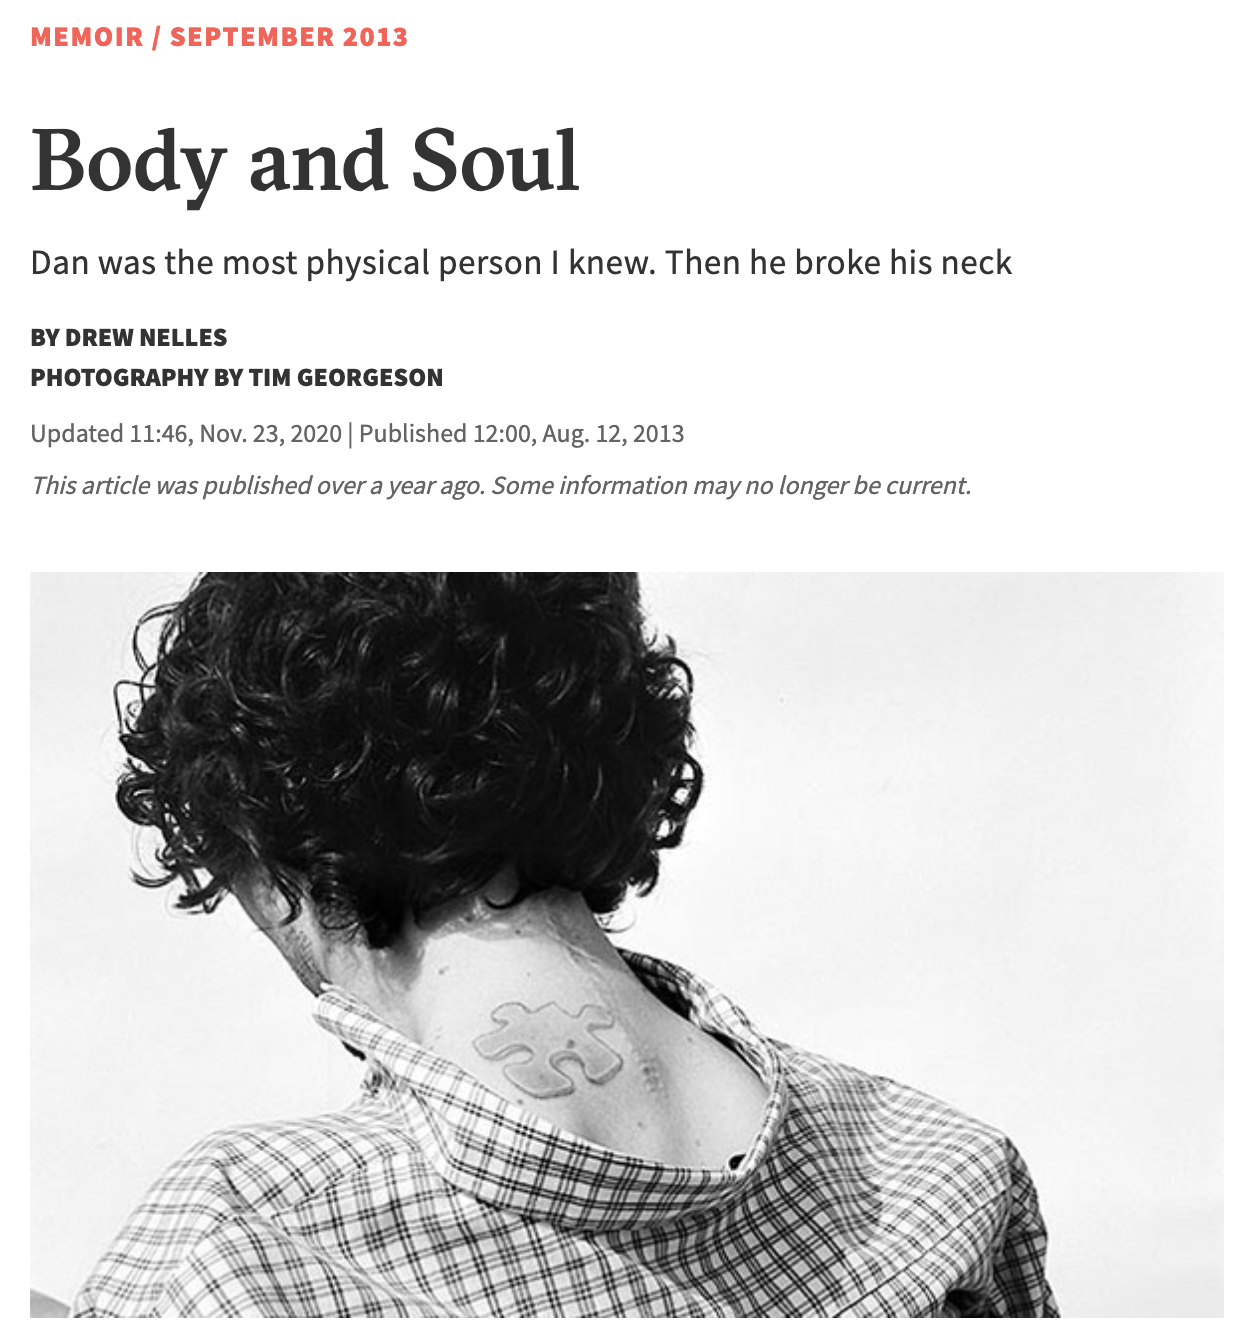 MEMOIR / SEPTEMBER 2013
Body and Soul
Dan was the most physical person I knew. Then he broke his neck
BY DREW NELLES
PHOTOGRAPHY BY TIM GEORGESON
Updated 11:46, Nov. 23, 2020 | Published 12:00, Aug. 12, 2013
This article was published over a year ago. Some information may no longer be current.